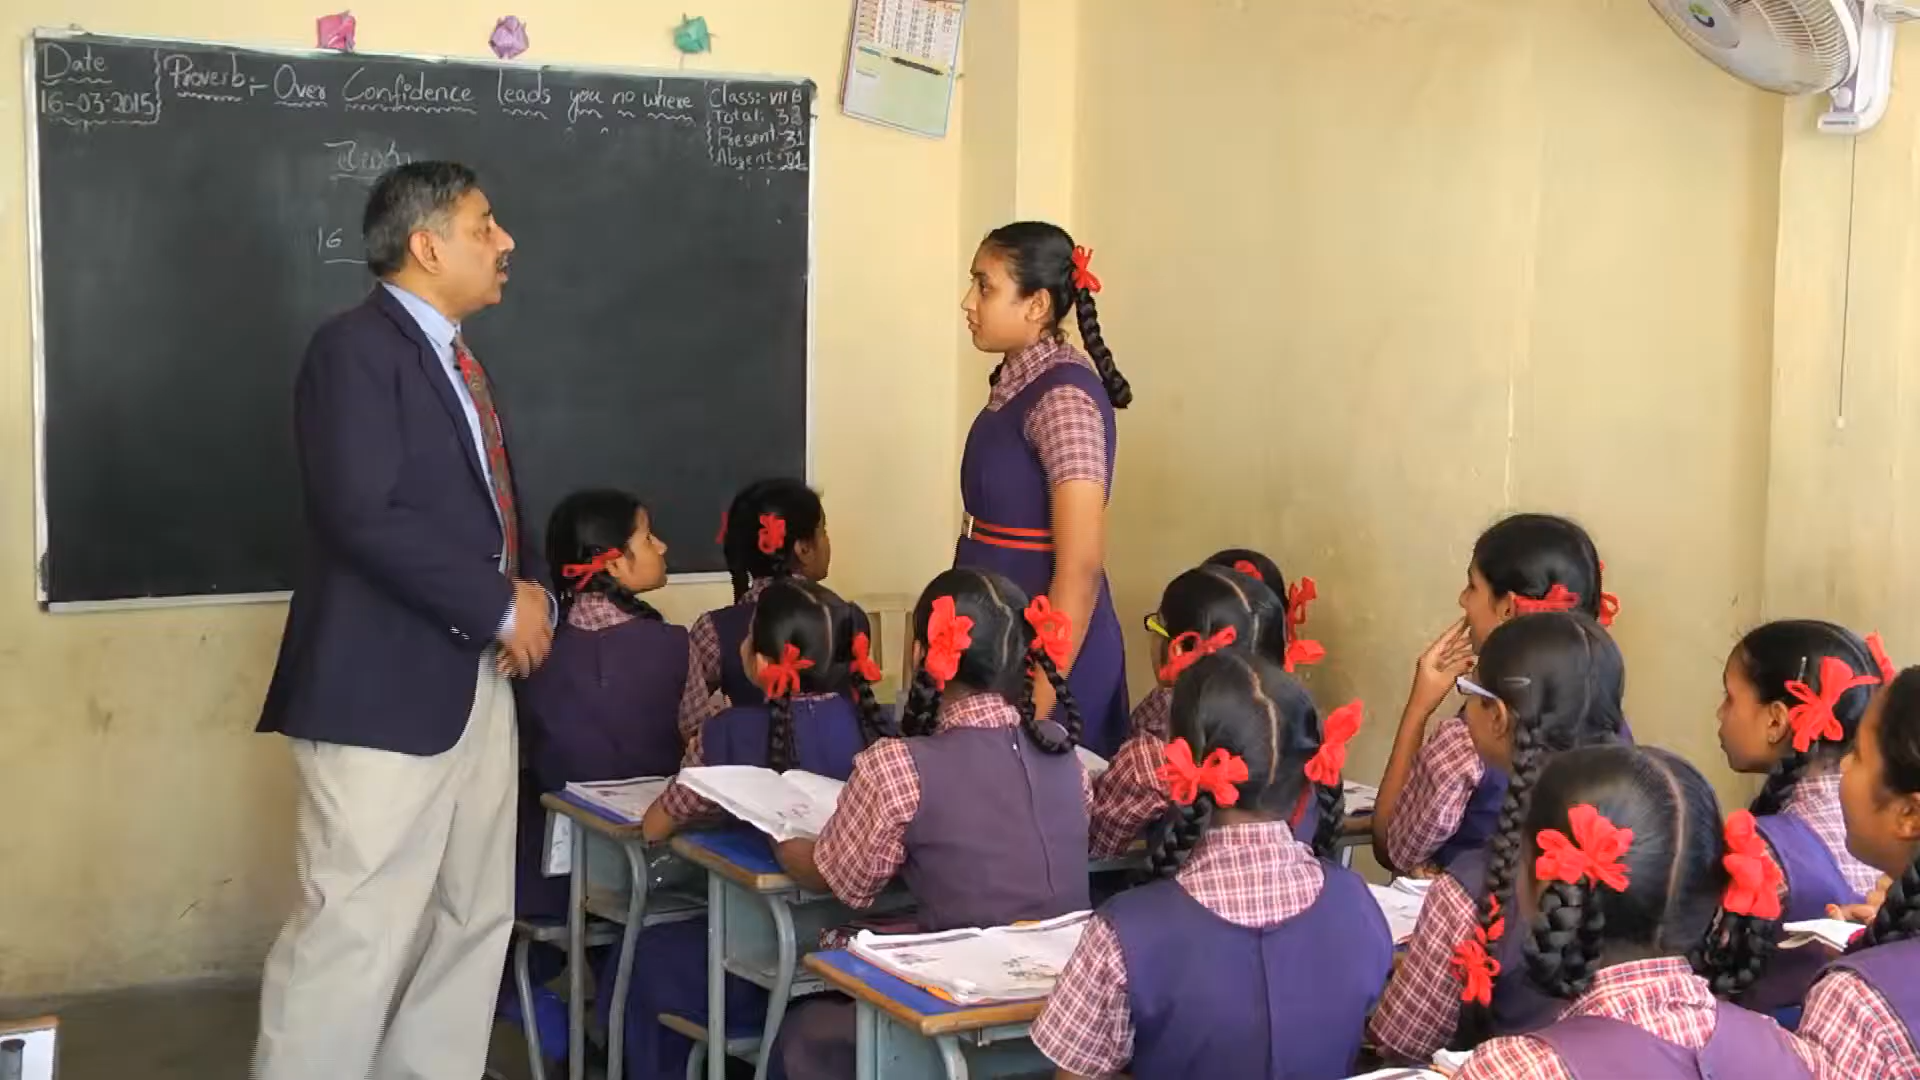 Date
16-03-2015
Proverb:- Over Confidence leads you no where
Class:- VII B
Total: 32
Present: 31
Absent: 01
16